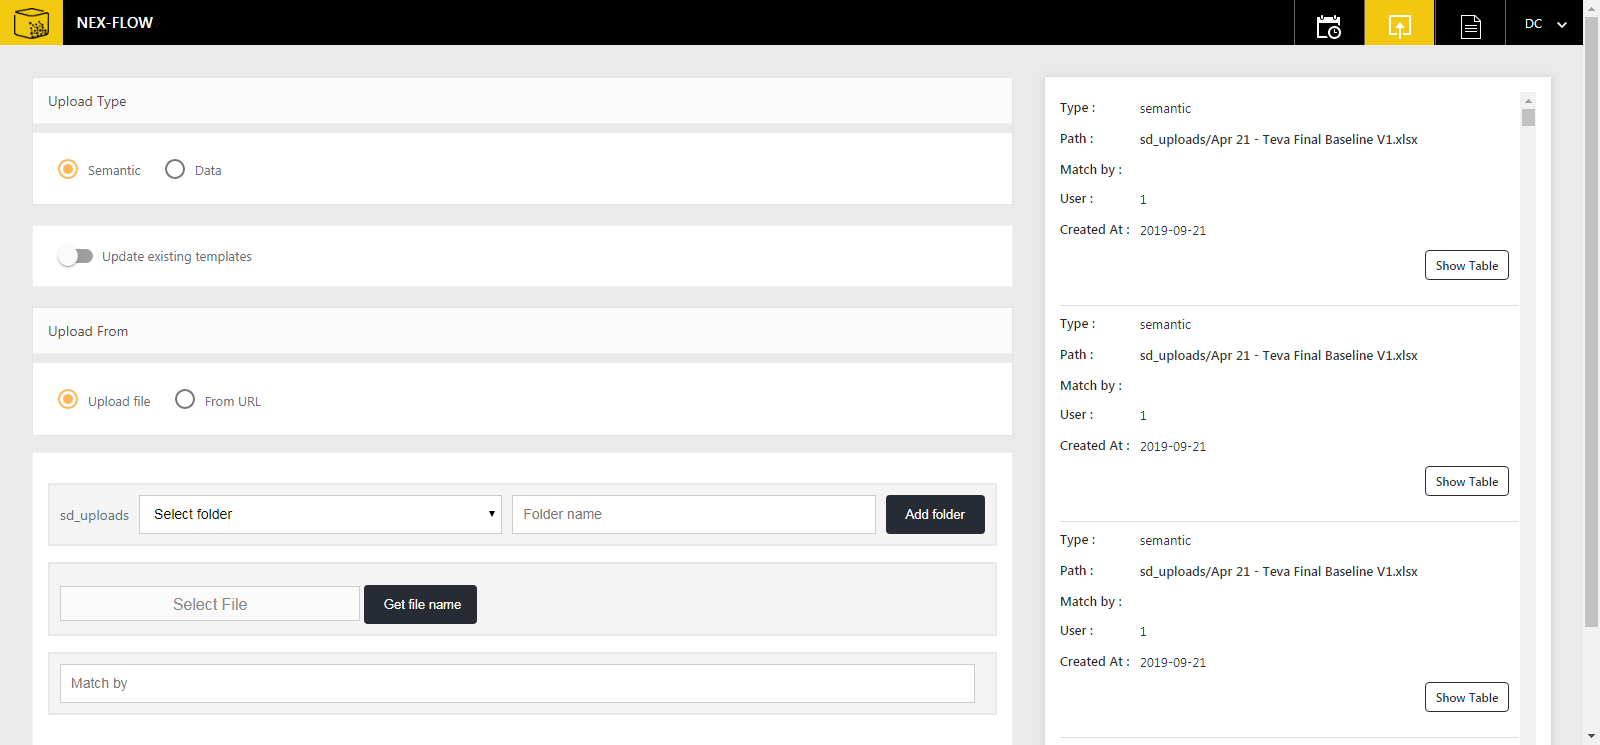 NEX-FLOW
DC
Upload Type
Semantic
Data
Update existing templates
Upload From
Upload file
From URL
sd_uploads
Select folder
Folder name
Add folder
Select File
Get file name
Match by
Type : semantic
Path : sd_uploads/Apr 21 - Teva Final Baseline V1.xlsx
Match by :
User : 1
Created At : 2019-09-21
Show Table
Type : semantic
Path : sd_uploads/Apr 21 - Teva Final Baseline V1.xlsx
Match by :
User : 1
Created At : 2019-09-21
Show Table
Type : semantic
Path : sd_uploads/Apr 21 - Teva Final Baseline V1.xlsx
Match by :
User : 1
Created At : 2019-09-21
Show Table